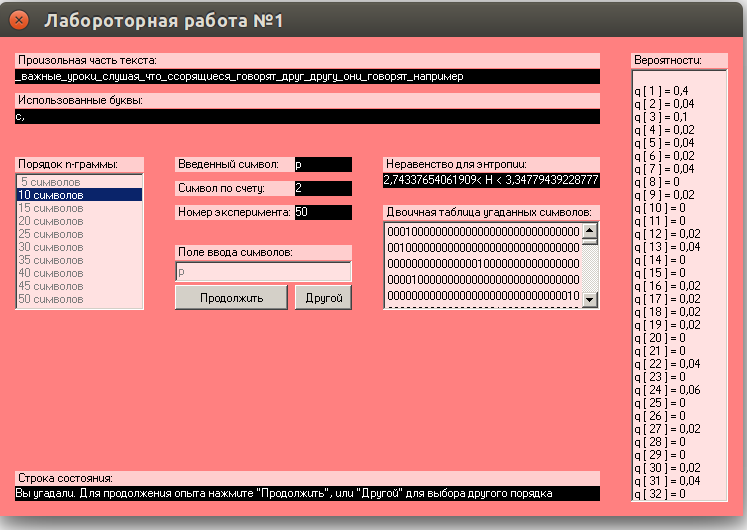 Лабороторная работа №1
Произольная часть текста:
_важные_уроки_слушая_что_ссорящиеся_говорят_друг_другу_они_говорят_например
Использованные буквы:
с,
Порядок n-граммы:
5 символов
10 символов
15 символов
20 символов
25 символов
30 символов
35 символов
40 символов
45 символов
50 символов
Введенный символ: р
Символ по счету: 2
Номер эксперимента: 50
Поле ввода символов:
р
Продолжить Другой
Неравенство для энтропии:
2,74337654061909< H < 3,34779439228777
Двоичная таблица угаданных символов:
00010000000000000000000000000000
00100000000000000000000000000000
00000000000000010000000000000000
00001000000000000000000000000000
00000000000000000000000000000010
Строка состояния:
Вы угадали. Для продолжения опыта нажмите "Продолжить", или "Другой" для выбора другого порядка
Вероятности:
q [ 1 ] = 0,4
q [ 2 ] = 0,04
q [ 3 ] = 0,1
q [ 4 ] = 0,02
q [ 5 ] = 0,04
q [ 6 ] = 0,02
q [ 7 ] = 0,04
q [ 8 ] = 0
q [ 9 ] = 0,02
q [ 10 ] = 0
q [ 11 ] = 0
q [ 12 ] = 0,02
q [ 13 ] = 0,04
q [ 14 ] = 0
q [ 15 ] = 0
q [ 16 ] = 0,02
q [ 17 ] = 0,02
q [ 18 ] = 0,02
q [ 19 ] = 0,02
q [ 20 ] = 0
q [ 21 ] = 0
q [ 22 ] = 0,04
q [ 23 ] = 0
q [ 24 ] = 0,06
q [ 25 ] = 0
q [ 26 ] = 0
q [ 27 ] = 0,02
q [ 28 ] = 0
q [ 29 ] = 0
q [ 30 ] = 0,02
q [ 31 ] = 0,04
q [ 32 ] = 0